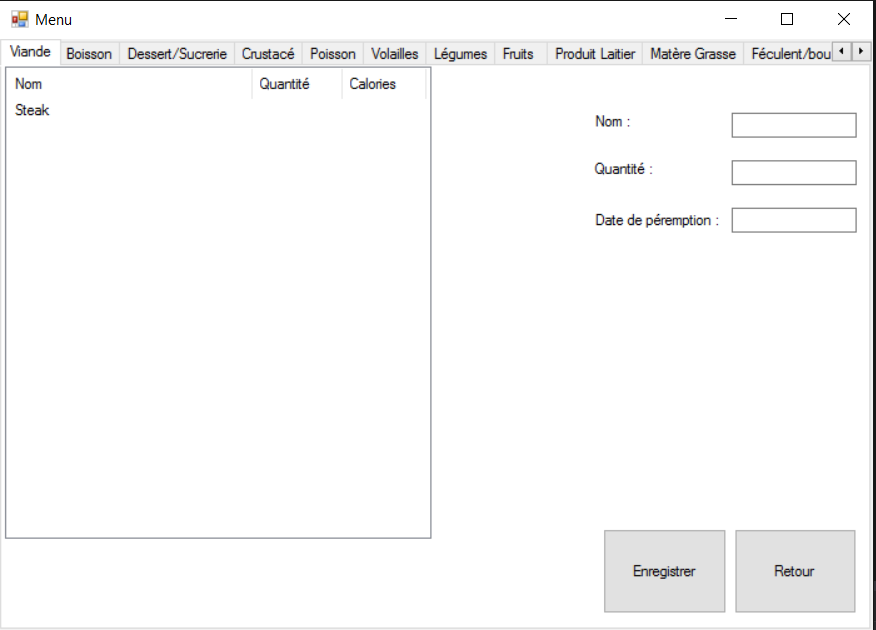 Menu
Viande Boisson Dessert/Sucrerie Crustacé Poisson Volailles Légumes Fruits Produit Laitier Matère Grasse Féculent/bou
Nom Quantité Calories
Steak
Nom :
Quantité :
Date de péremption :
Enregistrer Retour